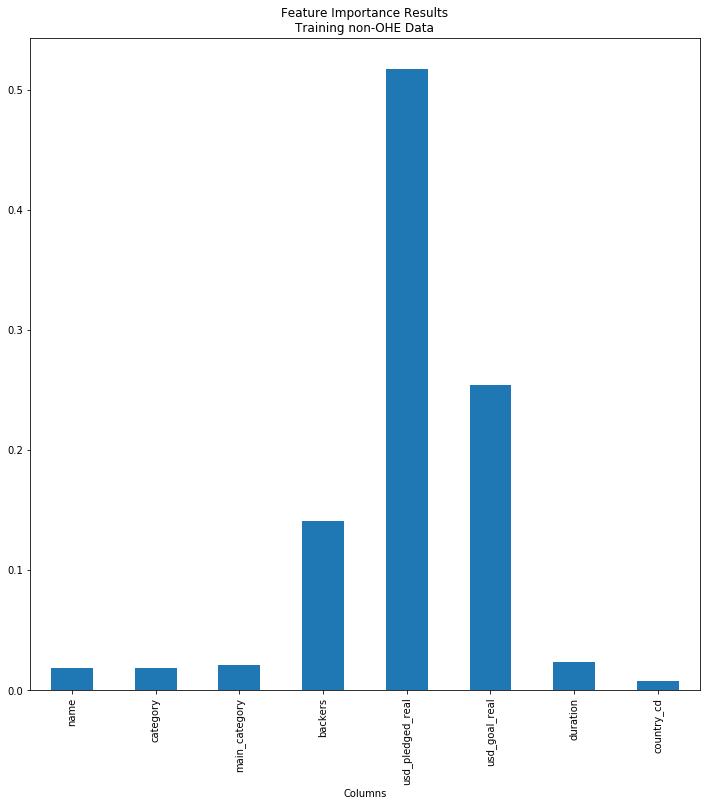 Feature Importance Results
Training non-OHE Data
0.5
0.4
0.3
0.2
0.1
0.0
name
category
main_category
backers
usd_pledged_real
usd_goal_real
duration
country_cd
Columns